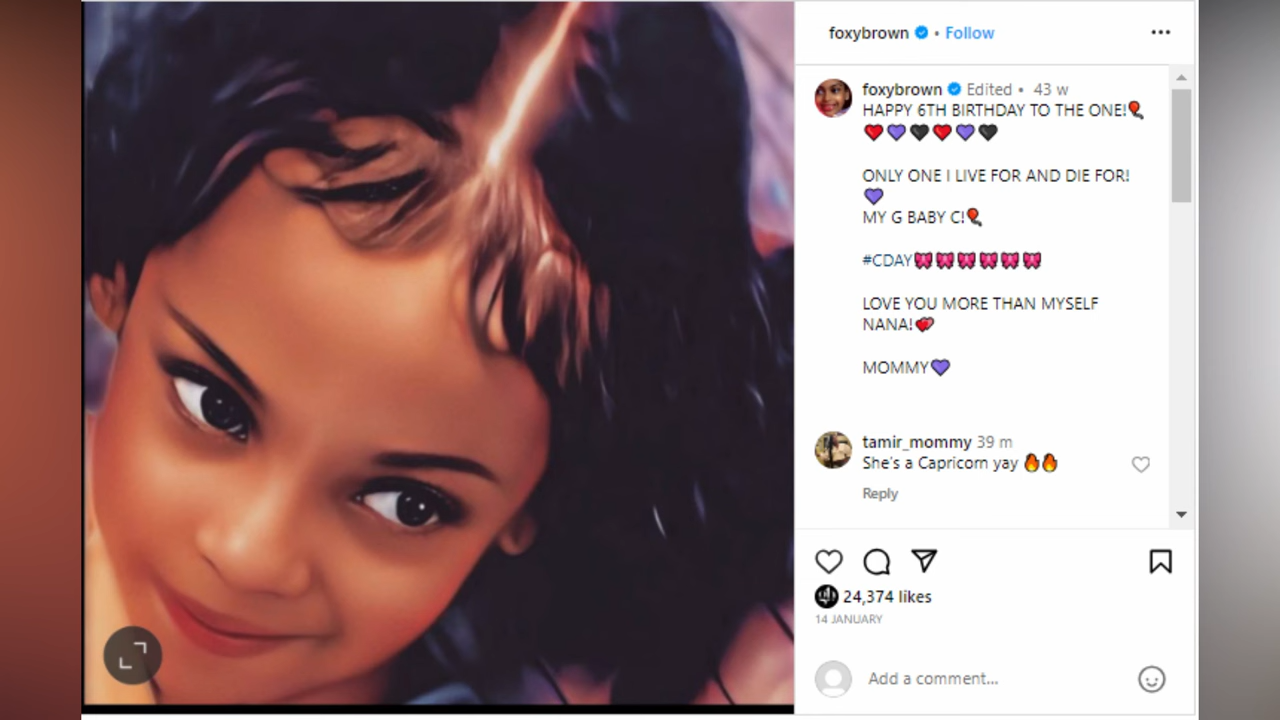 foxybrown • Follow
foxybrown Edited • 43 w
HAPPY 6TH BIRTHDAY TO THE ONE!🎈
❤️💜🖤❤️💜🖤
ONLY ONE I LIVE FOR AND DIE FOR!
💜
MY G BABY C!🎈
#CDAY🎀🎀🎀🎀🎀🎀
LOVE YOU MORE THAN MYSELF
NANA!💕
MOMMY💜
tamir_mommy 39 m
She's a Capricorn yay 🔥🔥
Reply
24,374 likes
14 JANUARY
Add a comment...